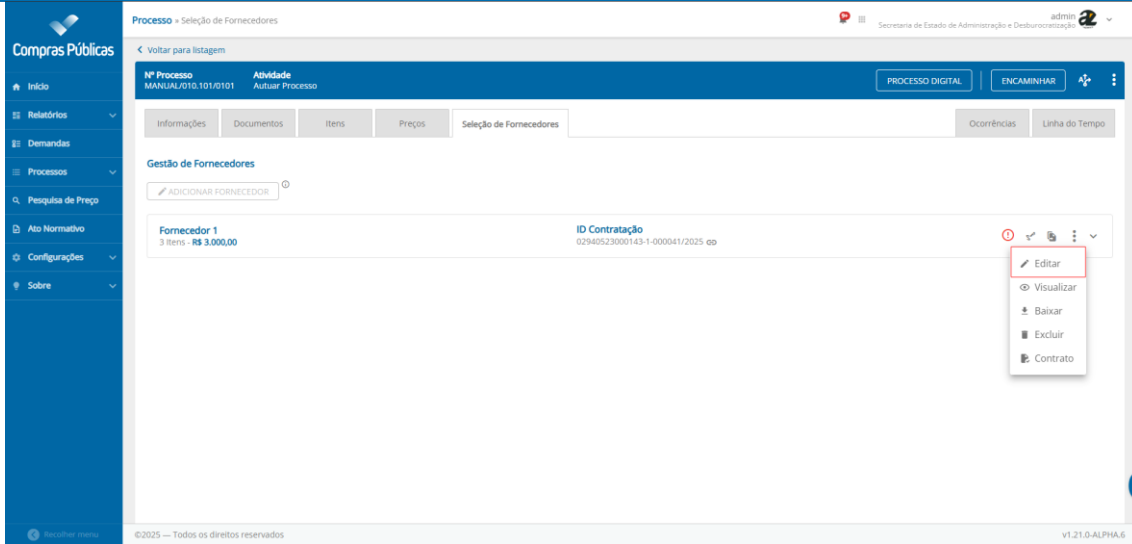 Compras Públicas
Início
Relatórios
Demandas
Processos
Pesquisa de Preço
Ato Normativo
Configurações
Sobre
Recolher menu
Processo » Seleção de Fornecedores
9+
admin
Secretaria de Estado de Administração e Desburocratização
Voltar para listagem
Nº Processo
MANUAL/010.101/0101
Atividade
Autuar Processo
PROCESSO DIGITAL
ENCAMINHAR
Informações
Documentos
Itens
Preços
Seleção de Fornecedores
Ocorrências
Linha do Tempo
Gestão de Fornecedores
ADICIONAR FORNECEDOR
Fornecedor 1
3 Itens - R$ 3.000,00
ID Contratação
02940523000143-1-000041/2025
Editar
Visualizar
Baixar
Excluir
Contrato
©2025 — Todos os direitos reservados
v1.21.0-ALPHA.6